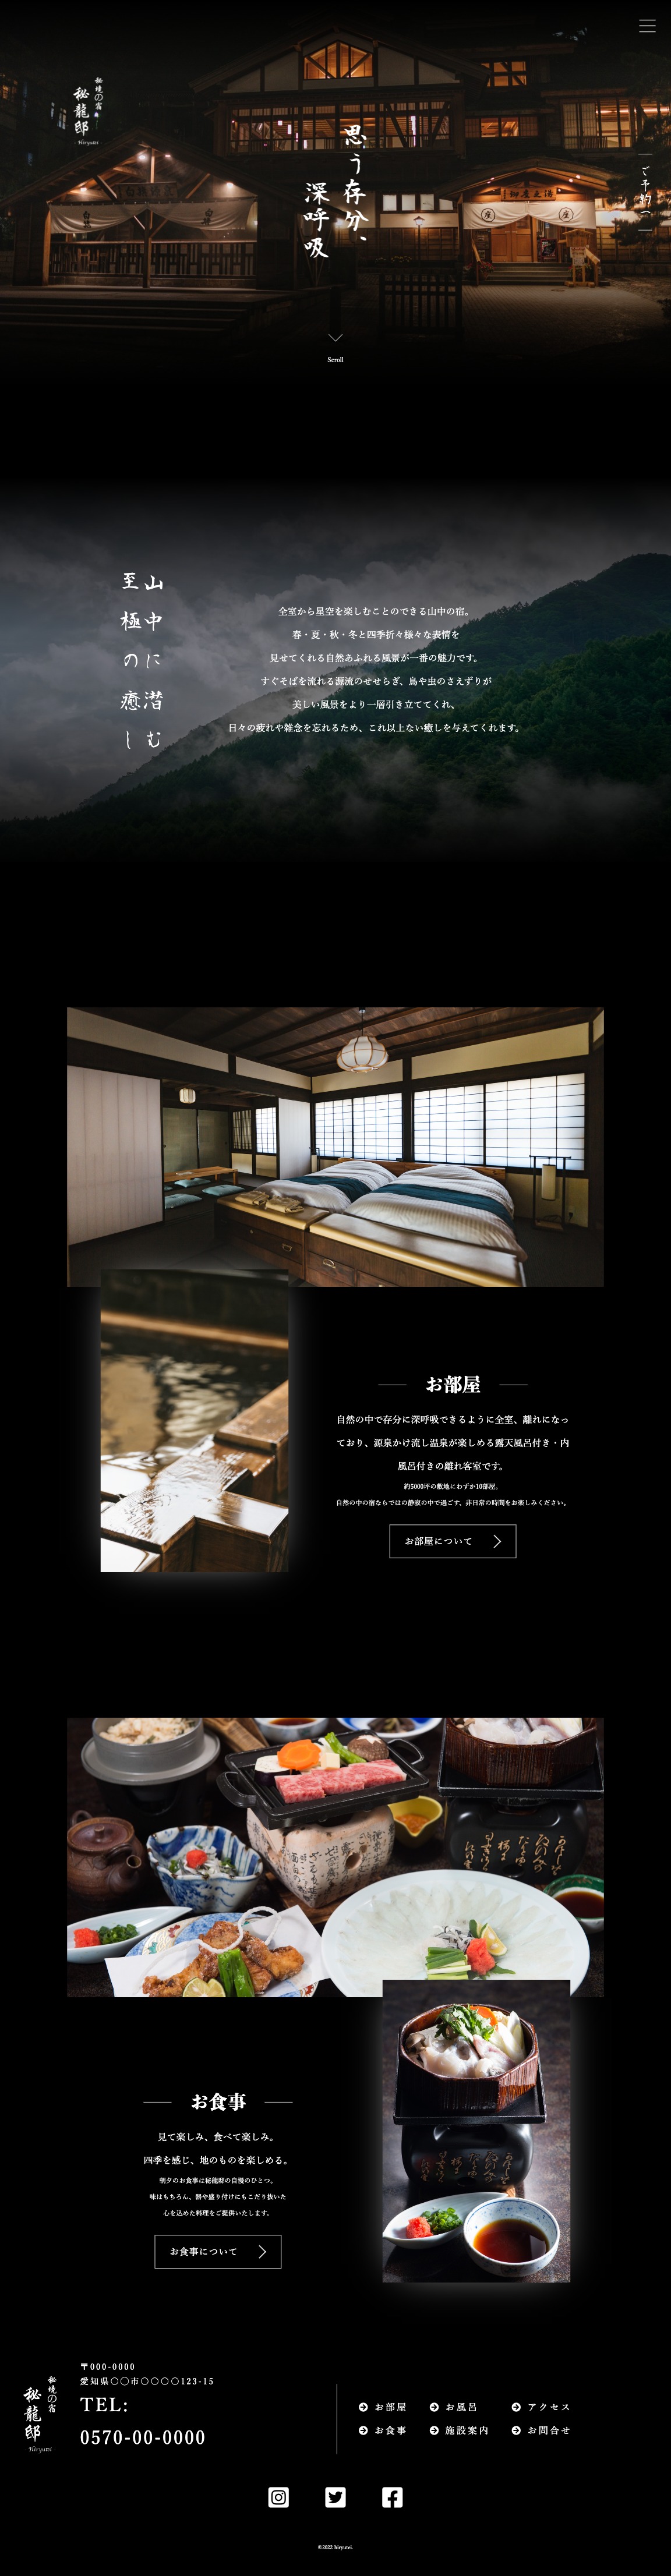 秘境の宿
秘龍邸
- Hiryutei -
思う存分、
深呼吸
ご予約へ
Scroll
山中に潜む
至極の癒し
全室から星空を楽しむことのできる山中の宿。
春・夏・秋・冬と四季折々様々な表情を
見せてくれる自然あふれる風景が一番の魅力です。
すぐそばを流れる源流のせせらぎ、鳥や虫のさえずりが
美しい風景をより一層引き立ててくれ、
日々の疲れや雑念を忘れるため、これ以上ない癒しを与えてくれます。
お部屋
自然の中で存分に深呼吸できるように全室、離れになっ
ており、源泉かけ流し温泉が楽しめる露天風呂付き・内
風呂付きの離れ客室です。
約5000坪の敷地にわずか10部屋。
自然の中の宿ならではの静寂の中で過ごす、非日常の時間をお楽しみください。
お部屋について
お食事
見て楽しみ、食べて楽しみ。
四季を感じ、地のものを楽しめる。
朝夕のお食事は秘龍邸の自慢のひとつ。
味はもちろん、器や盛り付けにもこだり抜いた
心を込めた料理をご提供いたします。
お食事について
秘境の宿
秘龍邸
Hiryutei
〒000-0000
愛知県〇〇市〇〇〇〇123-15
TEL:
0570-00-0000
お部屋 お風呂 アクセス
お食事 施設案内 お問合せ
©2022 hiryutei.